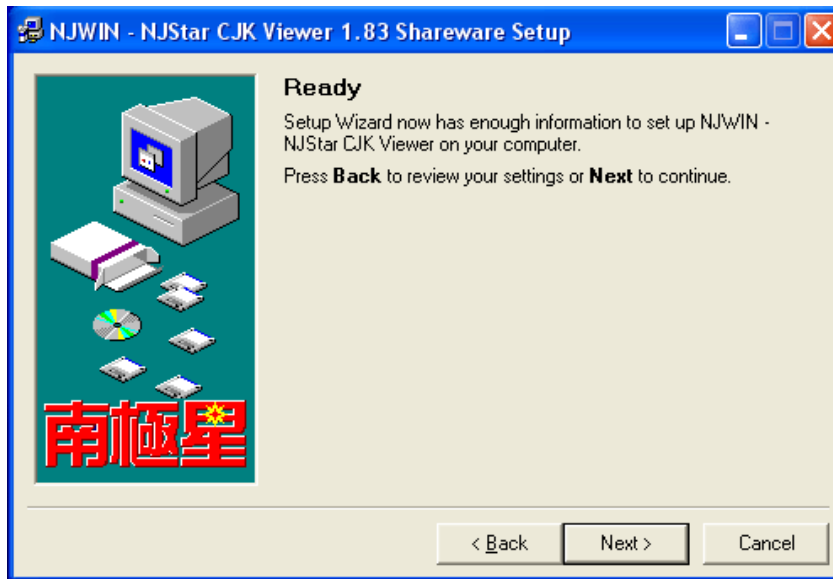 NJWIN - NJStar CJK Viewer 1.83 Shareware Setup
Ready
Setup Wizard now has enough information to set up NJWIN -
NJStar CJK Viewer on your computer.
Press Back to review your settings or Next to continue.
南極星
< Back
Next >
Cancel